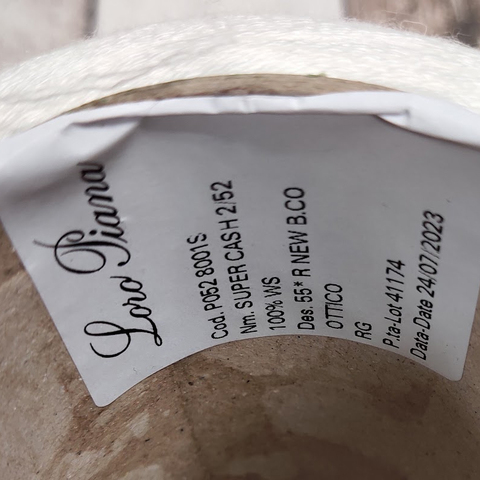 Loro Piana
Cod. P052 8001S
Nm. SUPER CASH 2/52
100% WS
Des. 55* R NEW B.CO
OTTICO
RG
P.ta-Lot 41174
Data-Date 24/07/2023